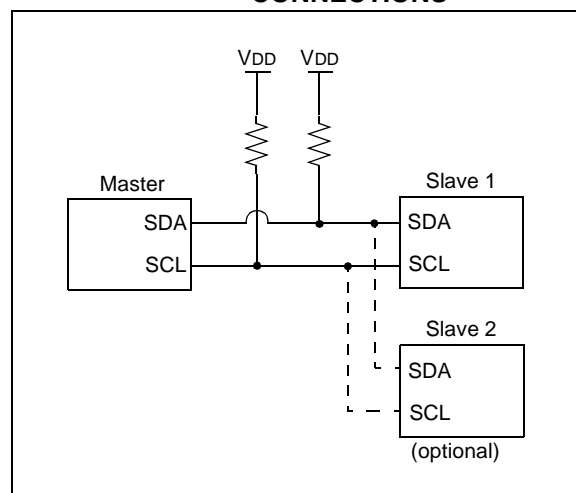 CONNECTIONS
VDD VDD
Master
Slave 1
SDA
SDA
SCL
SCL
Slave 2
SDA
SCL
(optional)